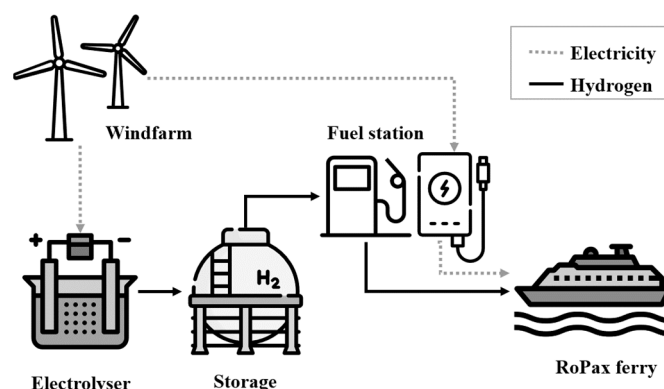 Electricity
Hydrogen
Windfarm
Fuel station
+ −
H₂
Electrolyser
Storage
RoPax ferry